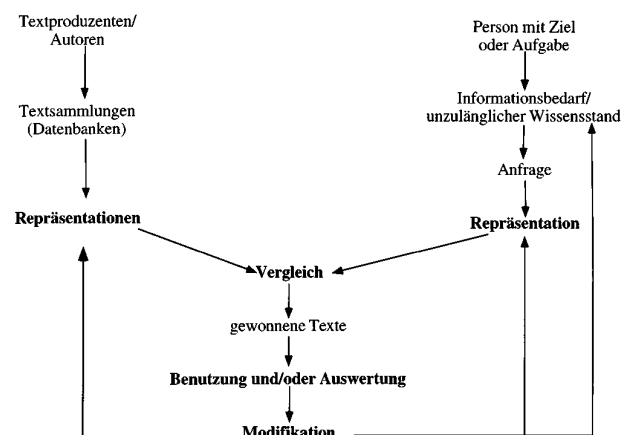 Textproduzenten/
Autoren
Person mit Ziel
oder Aufgabe
Textsammlungen
(Datenbanken)
Informationsbedarf/
unzulänglicher Wissensstand
Anfrage
Repräsentationen
Repräsentation
Vergleich
gewonnene Texte
Benutzung und/oder Auswertung
Modifikation